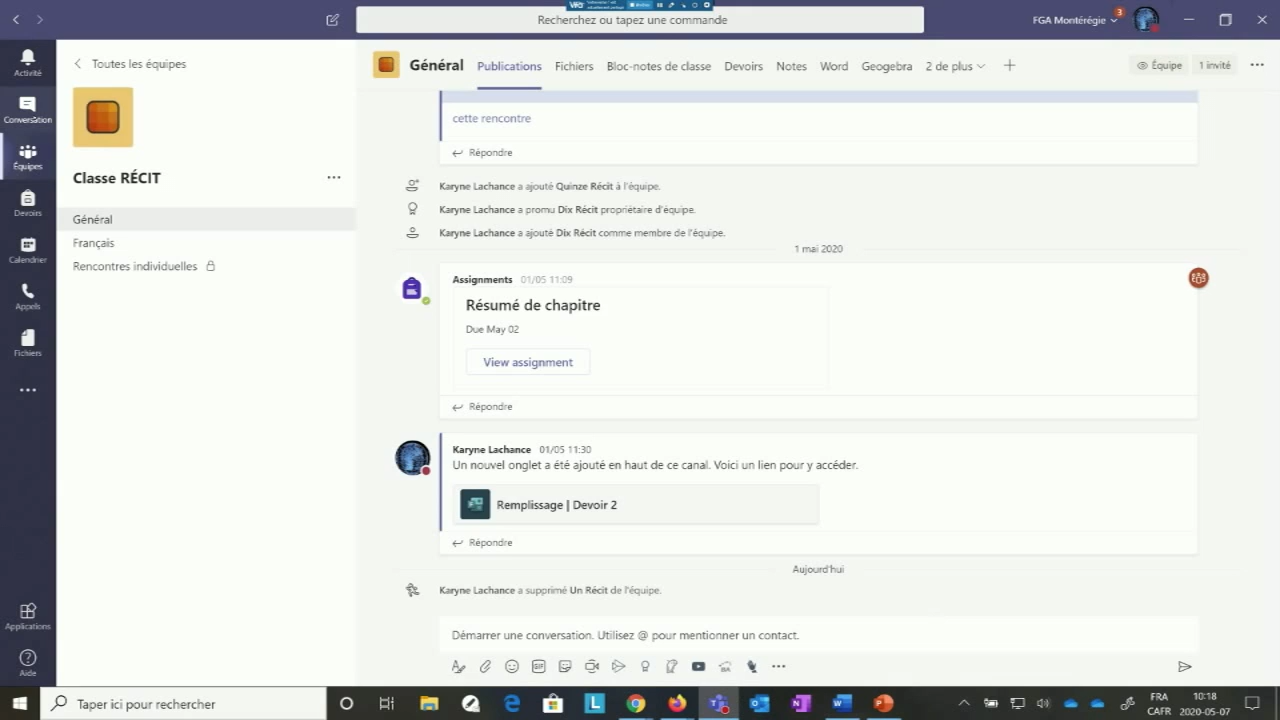 Recherchez ou tapez une commande
FGA Montérégie
3
Activité
Conversation
Équipes
Devoirs
Calendrier
Appels
Fichiers
Applications
Aide
Toutes les équipes
Classe RÉCIT
Général
Français
Rencontres individuelles
Général Publications Fichiers Bloc-notes de classe Devoirs Notes Word Geogebra 2 de plus
Équipe
1 invité
cette rencontre
Répondre
Karyne Lachance a ajouté Quinze Récit à l'équipe.
Karyne Lachance a promu Dix Récit propriétaire d'équipe.
Karyne Lachance a ajouté Dix Récit comme membre de l'équipe.
1 mai 2020
Assignments 01/05 11:09
Résumé de chapitre
Due May 02
View assignment
Répondre
Karyne Lachance 01/05 11:30
Un nouvel onglet a été ajouté en haut de ce canal. Voici un lien pour y accéder.
Remplissage | Devoir 2
Répondre
Aujourd'hui
Karyne Lachance a supprimé Un Récit de l'équipe.
Démarrer une conversation. Utilisez @ pour mentionner un contact.
GIF
Taper ici pour rechercher
FRA
CAFR
10:18
2020-05-07